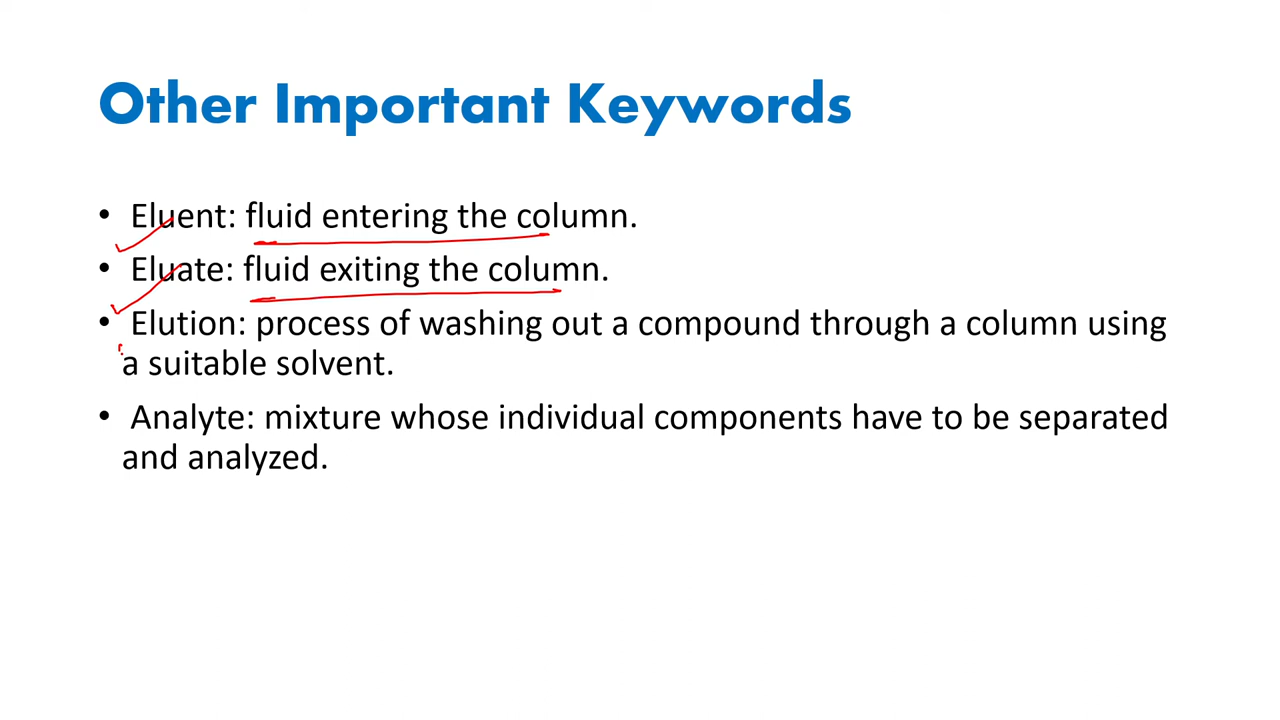 Other Important Keywords
• Eluent: fluid entering the column.
• Eluate: fluid exiting the column.
• Elution: process of washing out a compound through a column using
a suitable solvent.
• Analyte: mixture whose individual components have to be separated
and analyzed.